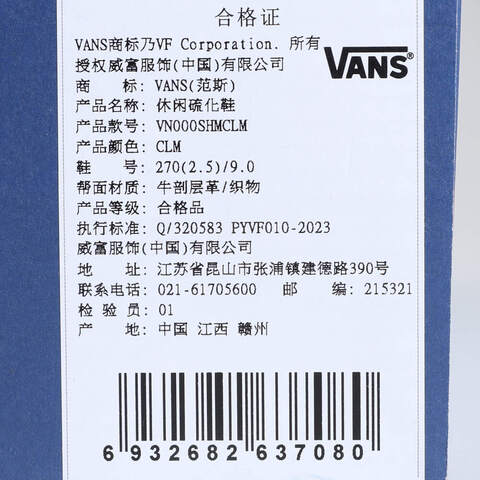 合格证
VANS商标乃VF Corporation. 所有
授权威富服饰(中国)有限公司
VANS®
商 标: VANS(范斯)
产品名称: 休闲硫化鞋
产品款号: VN000SHMCLM
产品颜色: CLM
鞋 号: 270(2.5)/9.0
帮面材质: 牛剖层革/织物
产品等级: 合格品
执行标准: Q/320583 PYVF010-2023
威富服饰(中国)有限公司
地 址: 江苏省昆山市张浦镇建德路390号
联系电话: 021-61705600 邮 编: 215321
检 验 员: 01
产 地: 中国 江西 赣州
6 932682 637080